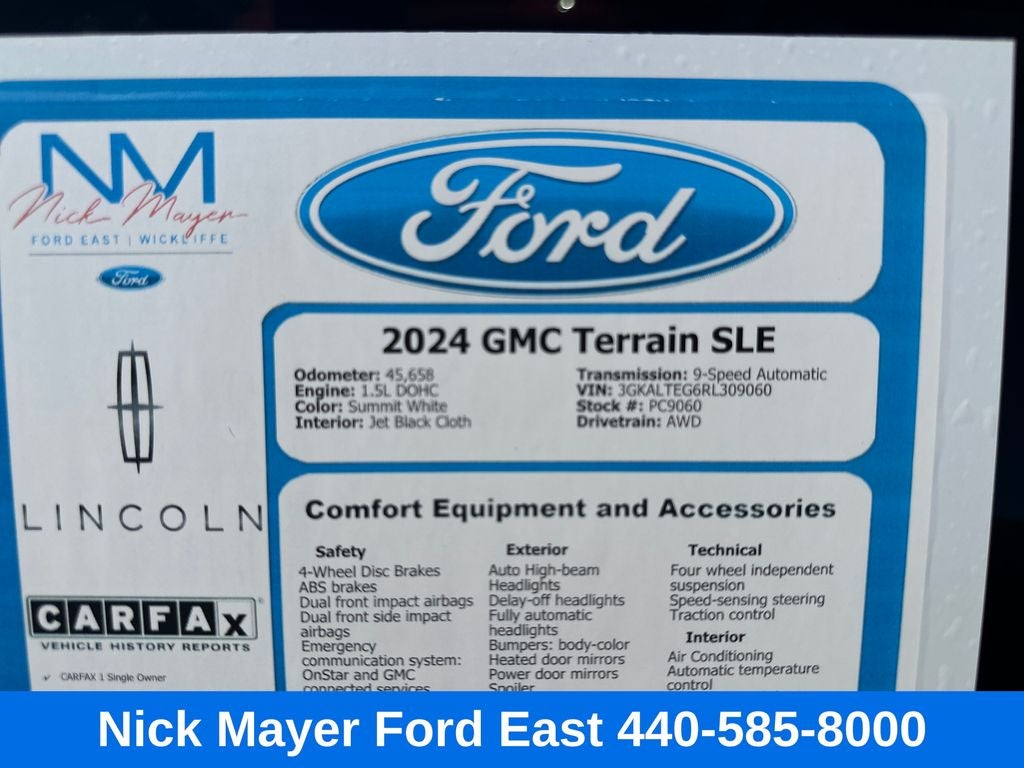 NM
Nick Mayer
FORD EAST | WICKLIFFE
Ford
Ford
LINCOLN
CARFAX
VEHICLE HISTORY REPORTS
✓ CARFAX 1 Single Owner
2024 GMC Terrain SLE
Odometer: 45,658
Engine: 1.5L DOHC
Color: Summit White
Interior: Jet Black Cloth
Transmission: 9-Speed Automatic
VIN: 3GKALTEG6RL309060
Stock #: PC9060
Drivetrain: AWD
Comfort Equipment and Accessories
Safety
4-Wheel Disc Brakes
ABS brakes
Dual front impact airbags
Dual front side impact
airbags
Emergency
communication system:
OnStar and GMC
connected services
Exterior
Auto High-beam
Headlights
Delay-off headlights
Fully automatic
headlights
Bumpers: body-color
Heated door mirrors
Power door mirrors
Spoiler
Technical
Four wheel independent
suspension
Speed-sensing steering
Traction control
Interior
Air Conditioning
Automatic temperature
control
Nick Mayer Ford East 440-585-8000